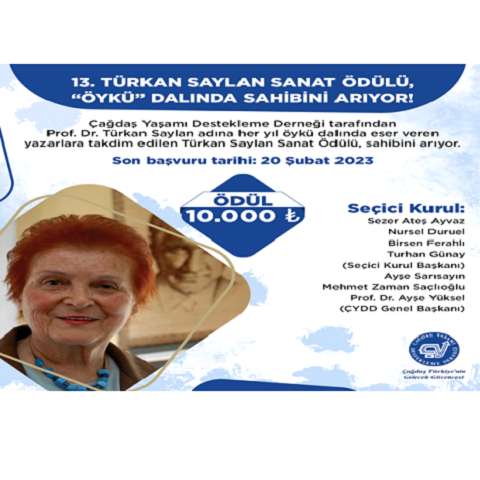 13. TÜRKAN SAYLAN SANAT ÖDÜLÜ,
“ÖYKÜ” DALINDA SAHİBİNİ ARIYOR!
Çağdaş Yaşamı Destekleme Derneği tarafından
Prof. Dr. Türkan Saylan adına her yıl öykü dalında eser veren
yazarlara takdim edilen Türkan Saylan Sanat Ödülü, sahibini arıyor.
Son başvuru tarihi: 20 Şubat 2023
ÖDÜL
10.000 ₺
Seçici Kurul:
Sezer Ateş Ayvaz
Nursel Duruel
Birsen Ferahlı
Turhan Günay
(Seçici Kurul Başkanı)
Ayşe Sarısayın
Mehmet Zaman Saçlıoğlu
Prof. Dr. Ayşe Yüksel
(ÇYDD Genel Başkanı)
ÇAĞDAŞ YAŞAMI DESTEKLEME DERNEĞİ
Çağdaş Türkiye'nin
Gelecek Güvencesi